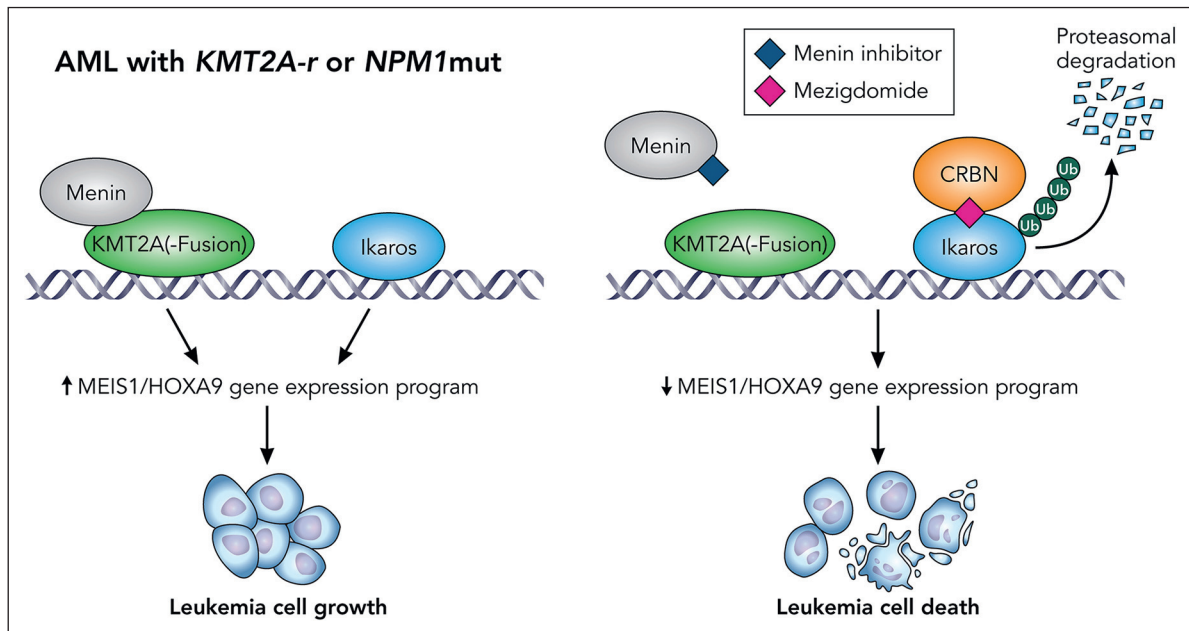 AML with KMT2A-r or NPM1mut
Menin
KMT2A(-Fusion)
Ikaros
↑ MEIS1/HOXA9 gene expression program
Leukemia cell growth
Menin inhibitor
Mezigdomide
Proteasomal
degradation
Menin
CRBN
Ub
Ub
Ub
Ub
KMT2A(-Fusion)
Ikaros
↓ MEIS1/HOXA9 gene expression program
Leukemia cell death